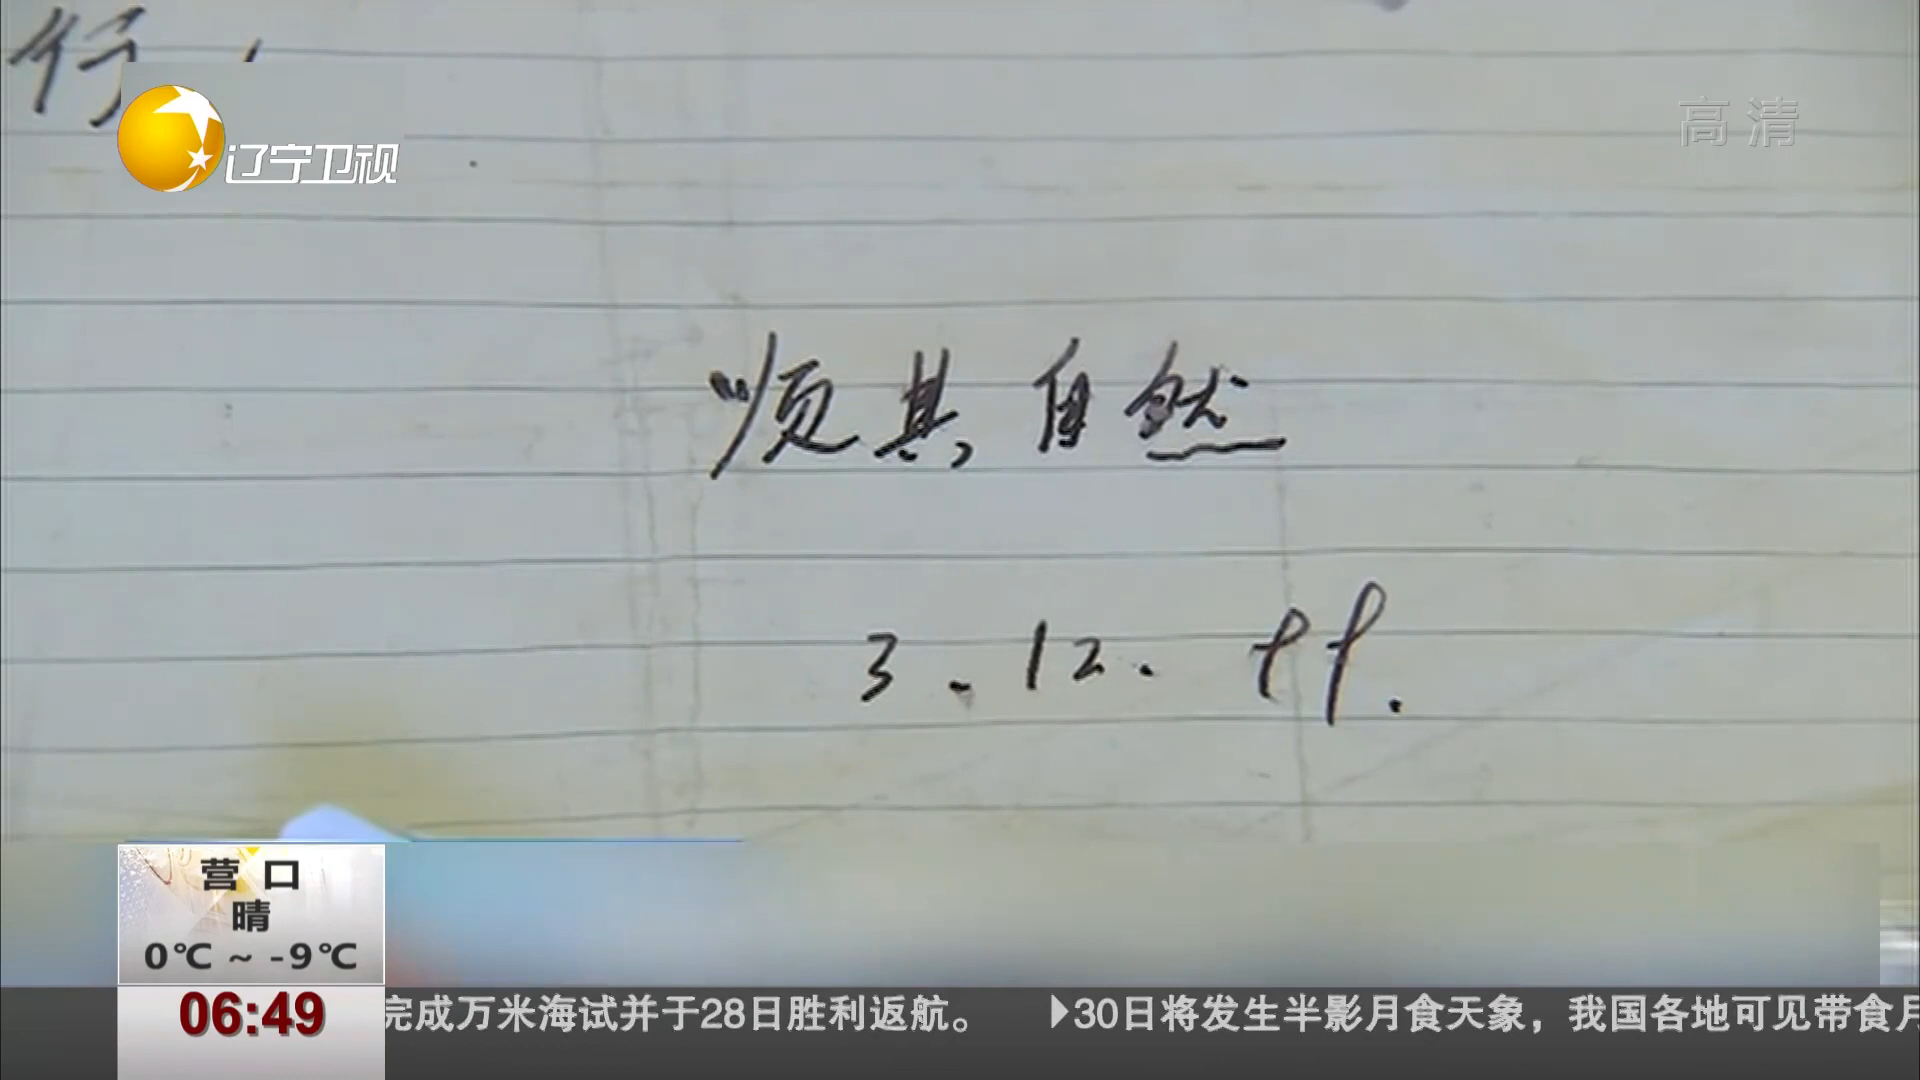 行
辽宁卫视
高清
顺其自然
3.12.
营口
晴
0℃~-9℃
06:49
完成万米海试并于28日胜利返航。 ▶30日将发生半影月食天象，我国各地可见带食月